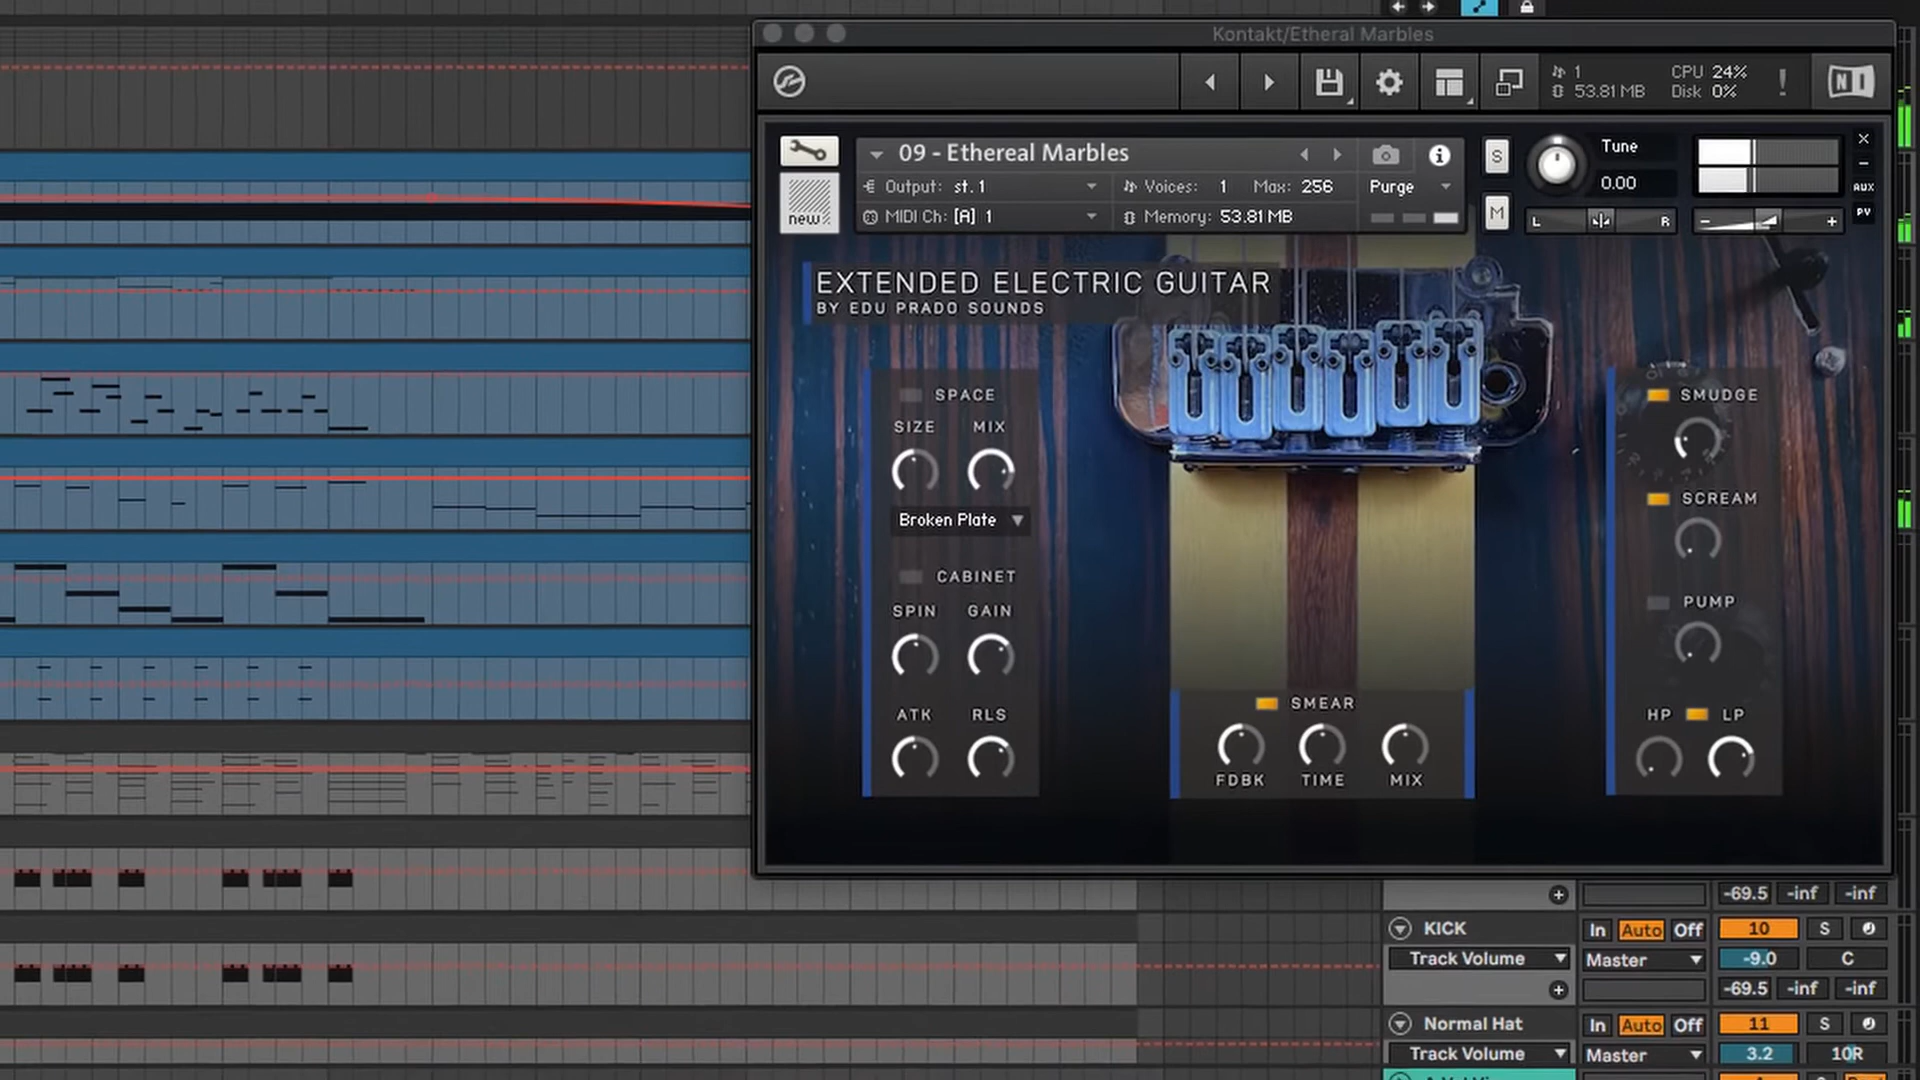 Kontakt/Etheral Marbles
1
53.81 MB
CPU 24%
Disk 0%
!
NI
09 - Ethereal Marbles
Output: st. 1
Voices: 1 Max: 256
Purge
MIDI Ch: [A] 1
Memory: 53.81 MB
new
S
M
Tune
0.00
L
R
-
+
AUX
PV
EXTENDED ELECTRIC GUITAR
BY EDU PRADO SOUNDS
SPACE
SIZE MIX
Broken Plate
CABINET
SPIN GAIN
ATK RLS
SMEAR
FDBK TIME MIX
SMUDGE
SCREAM
PUMP
HP LP
-69.5 -inf -inf
KICK In Auto Off 10 S
Track Volume Master -9.0 C
-69.5 -inf -inf
Normal Hat In Auto Off 11 S
Track Volume Master 3.2 10R